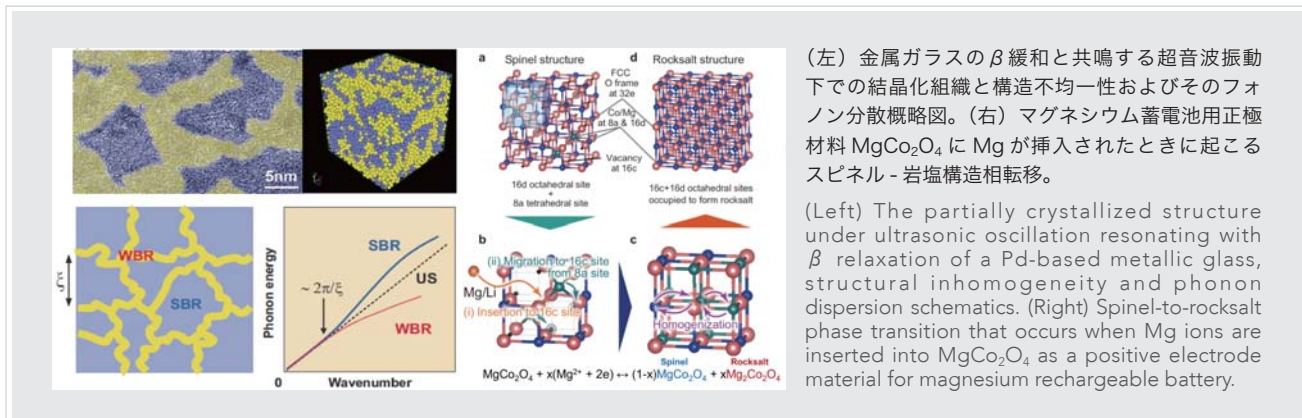 5nm
WBR
SBR
ξ
Phonon energy
SBR
US
WBR
~ 2π/ξ
0
Wavenumber
a
Spinel structure
d
Rocksalt structure
FCC
O frame
at 32e
Co/Mg
at 8a & 16d
Vacancy
at 16c
16d octahedral site
+
8a tetrahedral site
16c+16d octahedral sites
occupied to form rocksalt
b
(ii) Migration to 16c site
from 8a site
Mg/Li
(i) Insertion to 16c site
c
Homogenization
Spinel
Rocksalt
MgCo₂O₄ + x(Mg²⁺ + 2e) ↔ (1-x)MgCo₂O₄ + xMg₂Co₂O₄
(左)金属ガラスのβ緩和と共鳴する超音波振動
下での結晶化組織と構造不均一性およびそのフォ
ノン分散概略図。(右)マグネシウム蓄電池用正極
材料 MgCo₂O₄ に Mg が挿入されたときに起こる
スピネル - 岩塩構造相転移。
(Left) The partially crystallized structure
under ultrasonic oscillation resonating with
β relaxation of a Pd-based metallic glass,
structural inhomogeneity and phonon
dispersion schematics. (Right) Spinel-to-rocksalt
phase transition that occurs when Mg ions are
inserted into MgCo₂O₄ as a positive electrode
material for magnesium rechargeable battery.